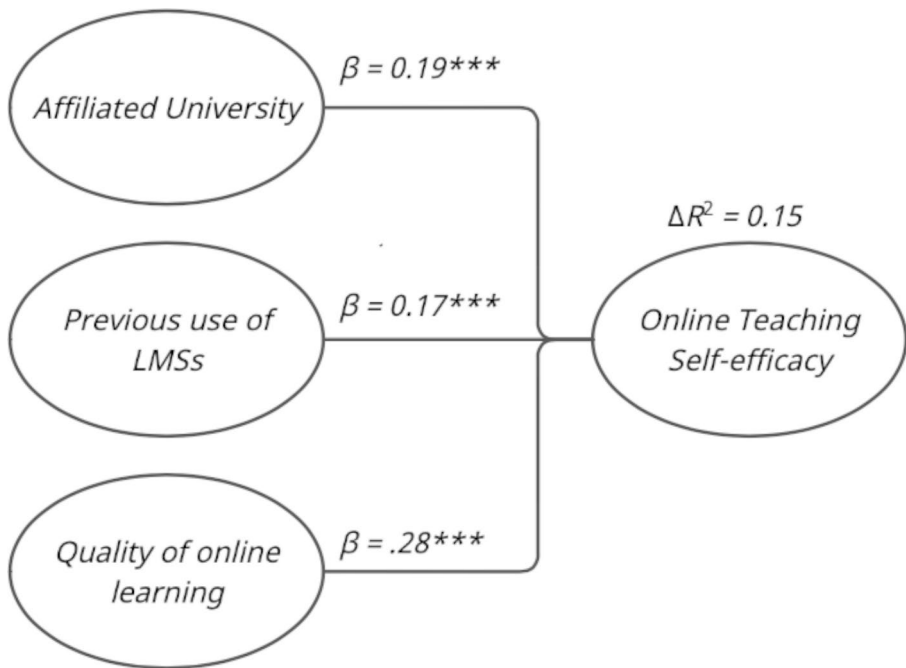 Affiliated University
β = 0.19***
Previous use of
LMSs
β = 0.17***
Quality of online
learning
β = .28***
ΔR² = 0.15
Online Teaching
Self-efficacy